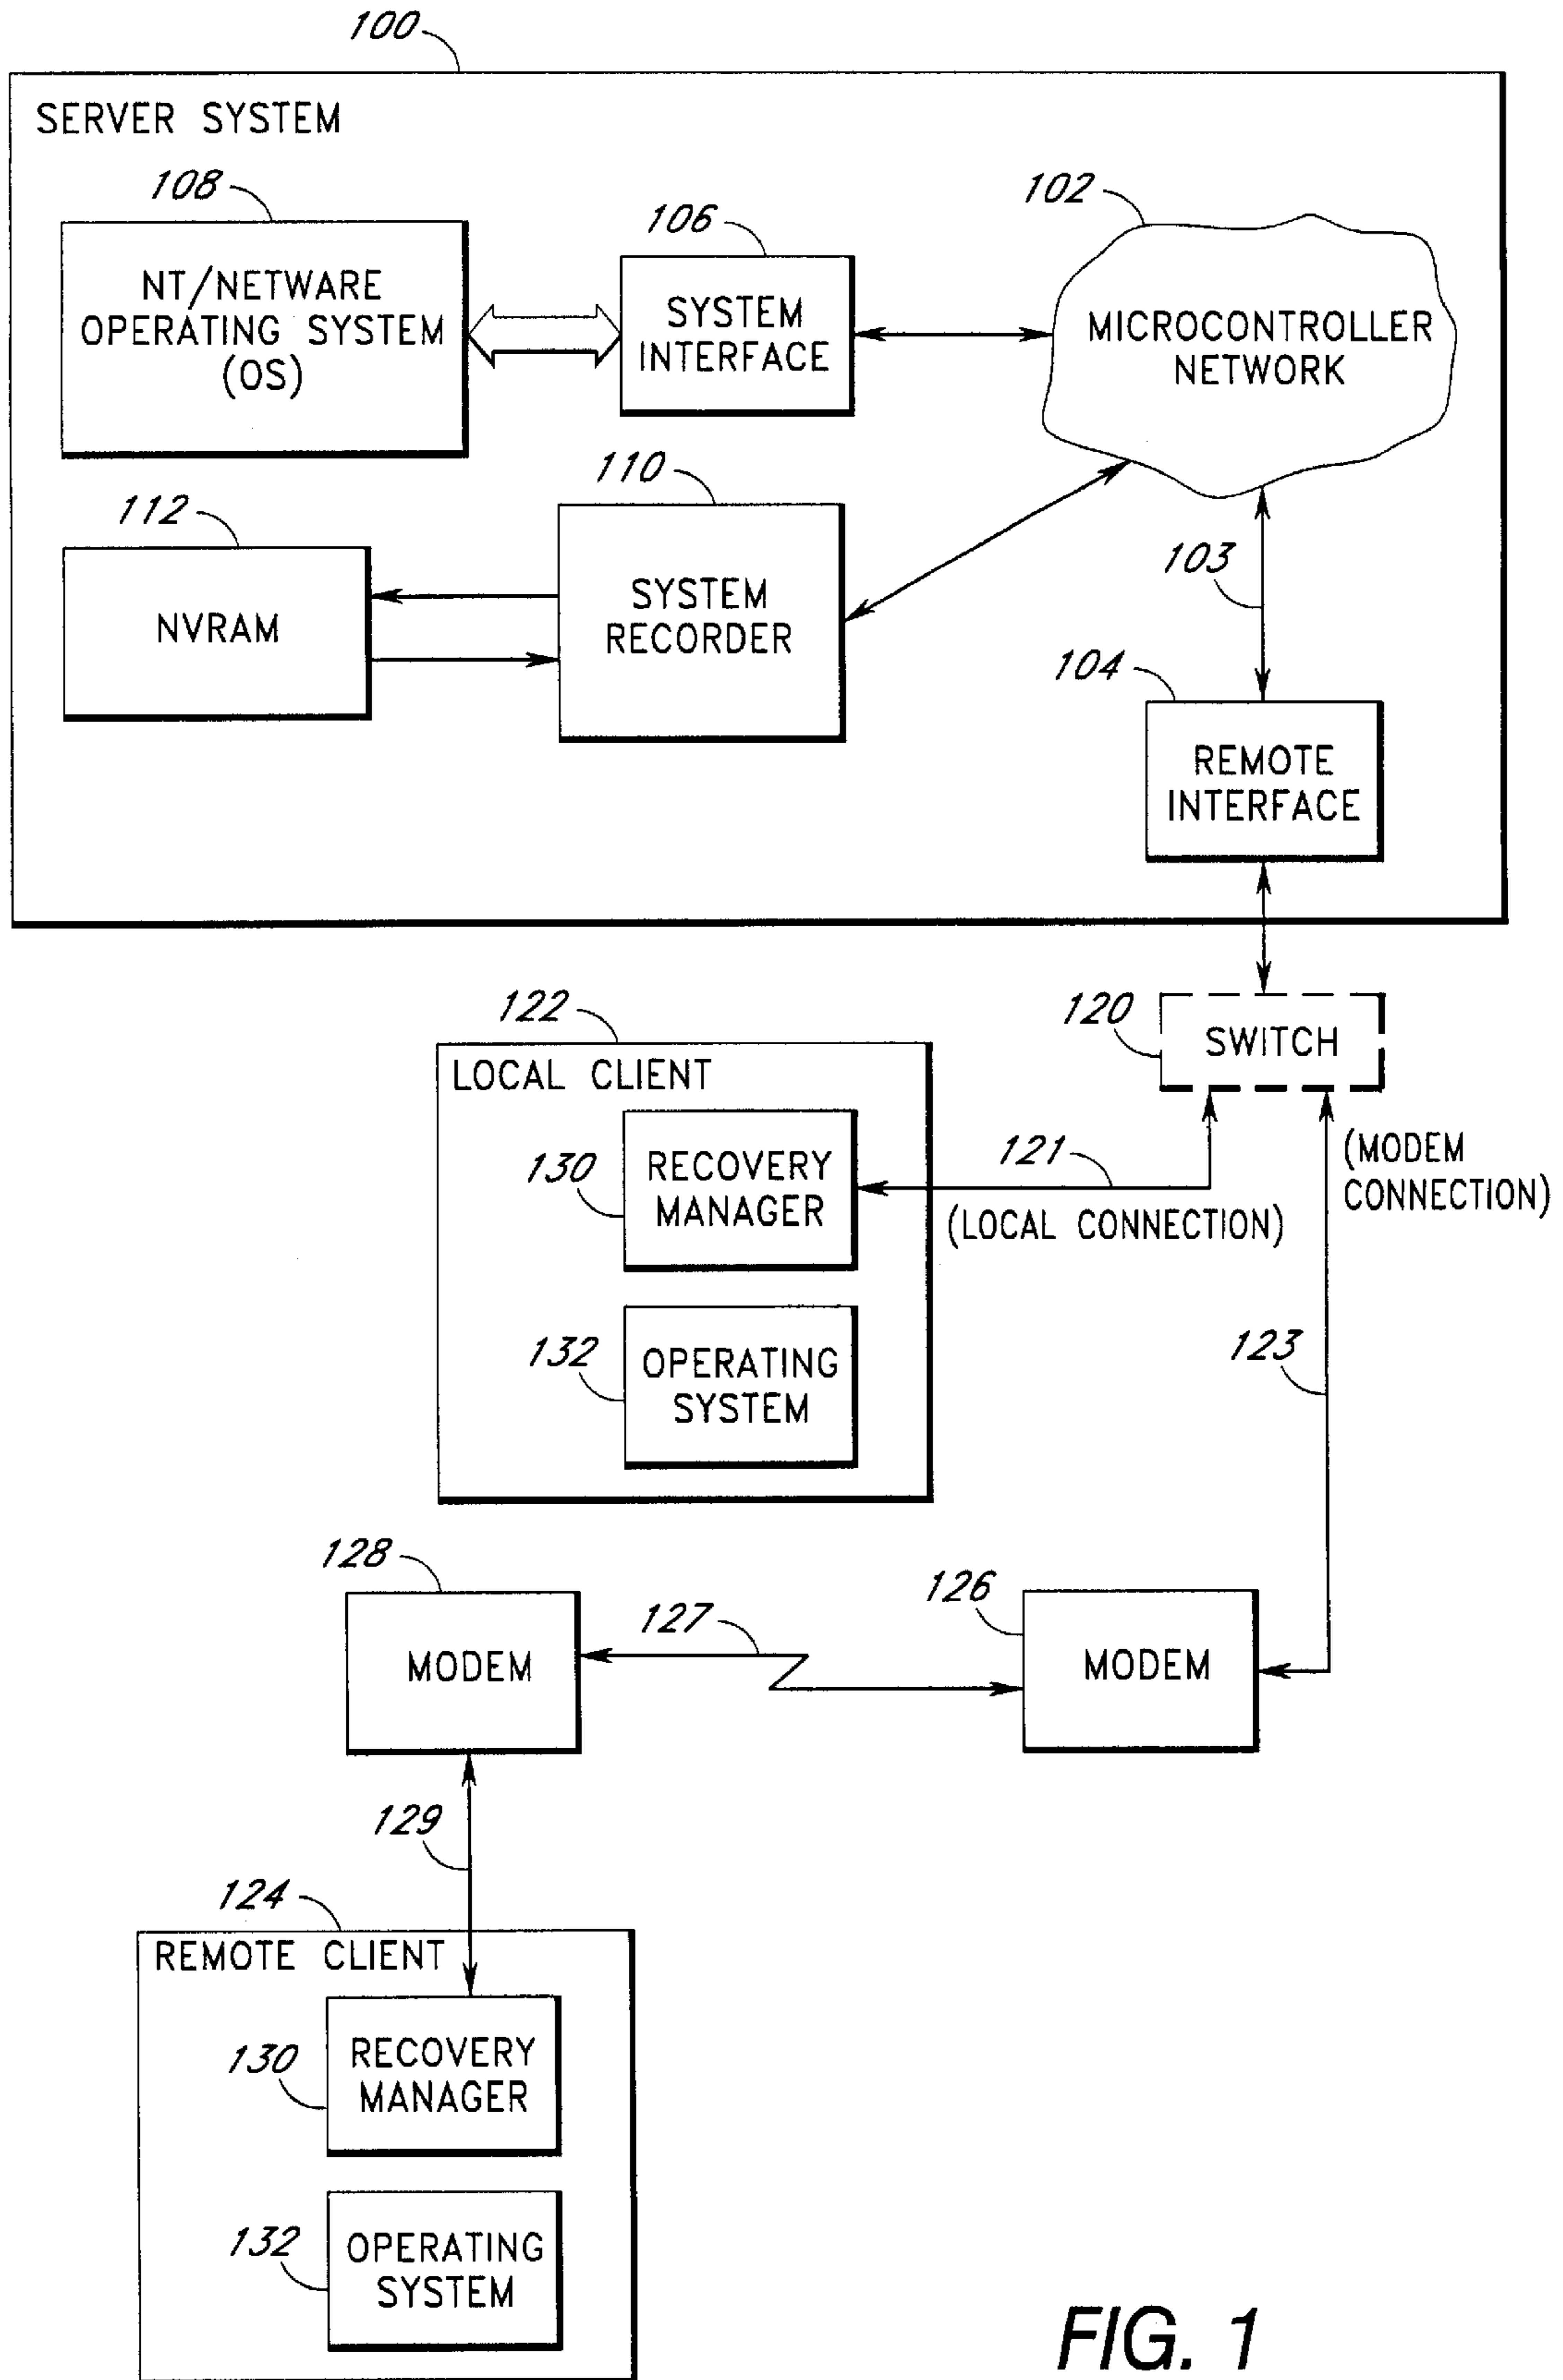 100
SERVER SYSTEM
108
NT/NETWARE
OPERATING SYSTEM
(OS)
106
SYSTEM
INTERFACE
102
MICROCONTROLLER
NETWORK
112
NVRAM
110
SYSTEM
RECORDER
103
104
REMOTE
INTERFACE
120
SWITCH
122
LOCAL CLIENT
130
RECOVERY
MANAGER
121
(LOCAL CONNECTION)
(MODEM
CONNECTION)
132
OPERATING
SYSTEM
123
128
MODEM
127
126
MODEM
129
124
REMOTE CLIENT
130
RECOVERY
MANAGER
132
OPERATING
SYSTEM
FIG. 1